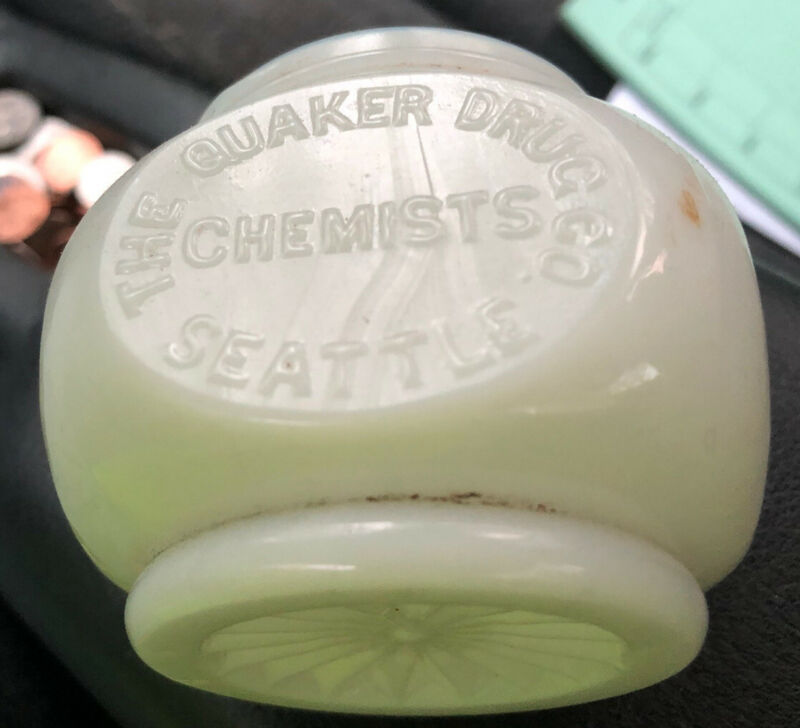 THE QUAKER DRUG CO
CHEMISTS
SEATTLE